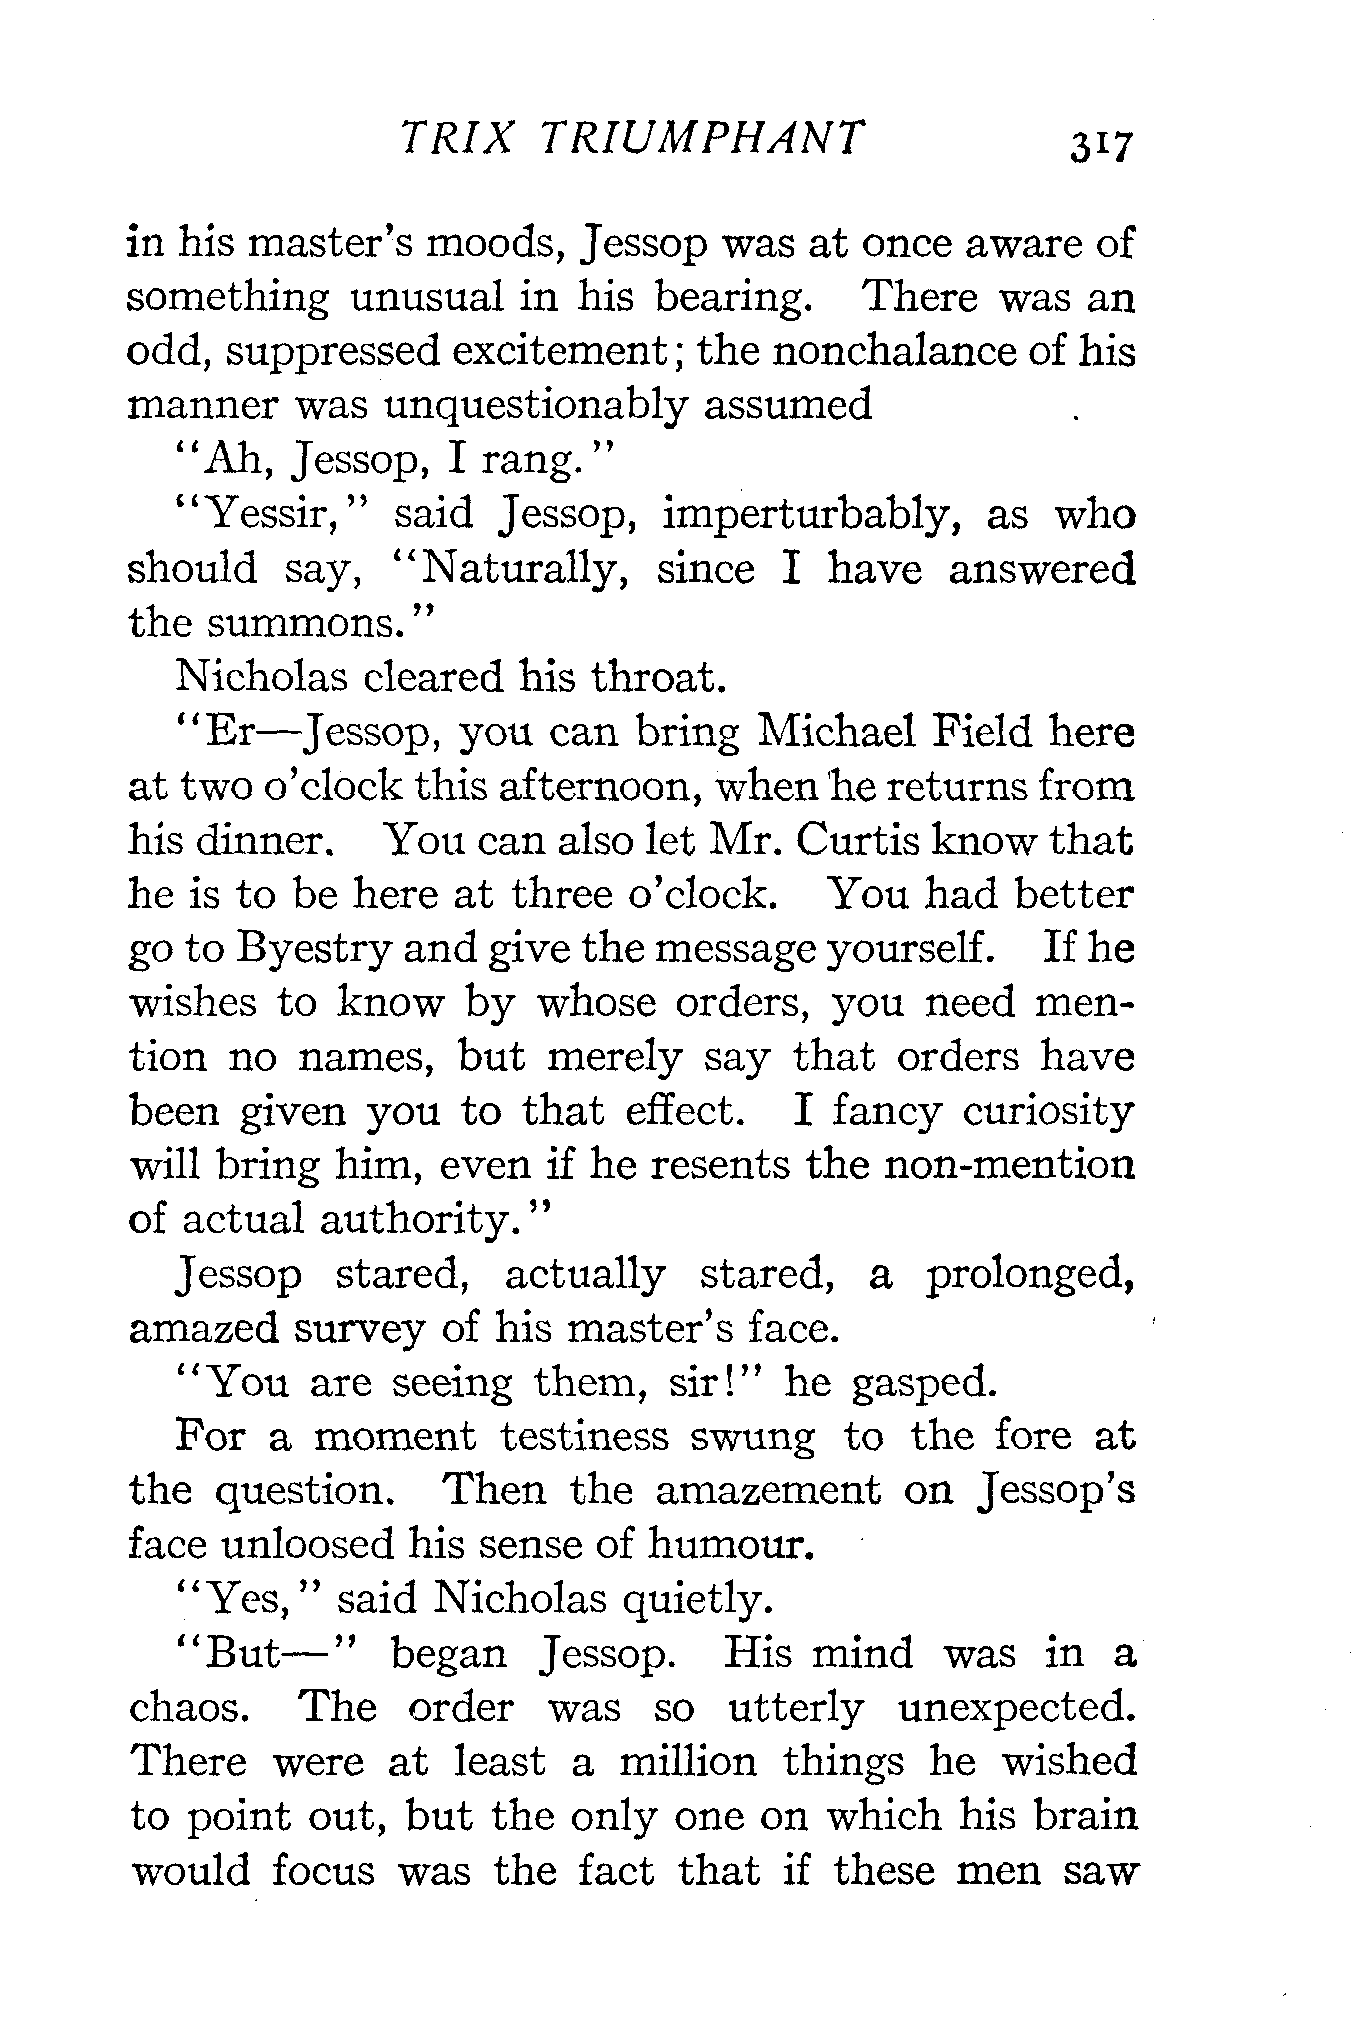 TRIX TRIUMPHANT 317
in his master's moods, Jessop was at once aware of
something unusual in his bearing. There was an
odd, suppressed excitement; the nonchalance of his
manner was unquestionably assumed
"Ah, Jessop, I rang."
"Yessir," said Jessop, imperturbably, as who
should say, "Naturally, since I have answered
the summons."
Nicholas cleared his throat.
"Er—Jessop, you can bring Michael Field here
at two o'clock this afternoon, when he returns from
his dinner. You can also let Mr. Curtis know that
he is to be here at three o'clock. You had better
go to Byestry and give the message yourself. If he
wishes to know by whose orders, you need men-
tion no names, but merely say that orders have
been given you to that effect. I fancy curiosity
will bring him, even if he resents the non-mention
of actual authority."
Jessop stared, actually stared, a prolonged,
amazed survey of his master's face.
"You are seeing them, sir!" he gasped.
For a moment testiness swung to the fore at
the question. Then the amazement on Jessop's
face unloosed his sense of humour.
"Yes," said Nicholas quietly.
"But—" began Jessop. His mind was in a
chaos. The order was so utterly unexpected.
There were at least a million things he wished
to point out, but the only one on which his brain
would focus was the fact that if these men saw